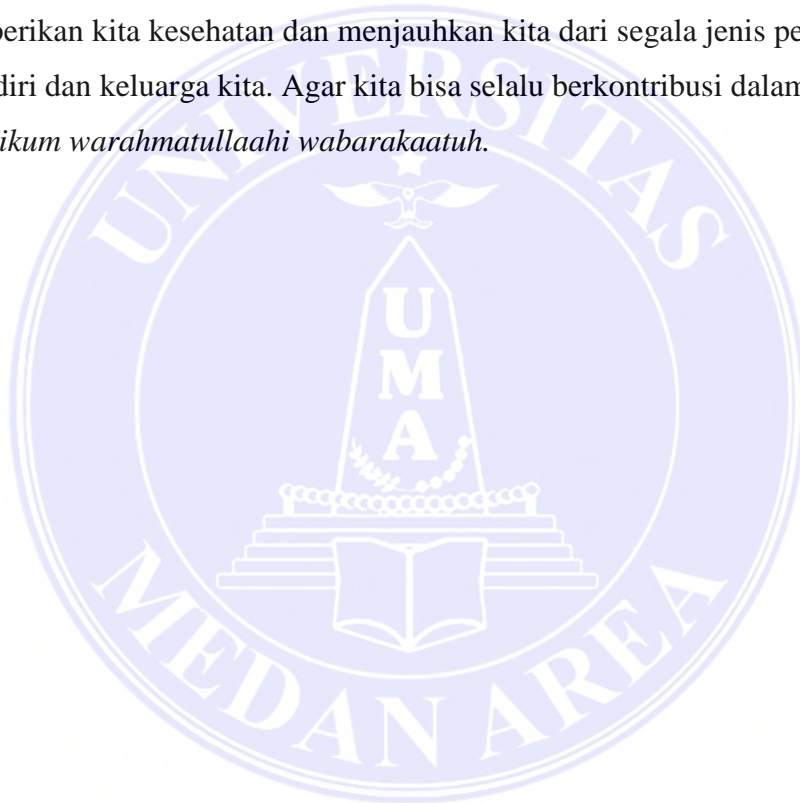 berikan kita kesehatan dan menjauhkan kita dari segala jenis pe
diri dan keluarga kita. Agar kita bisa selalu berkontribusi dalam
ikum warahmatullaahi wabarakaatuh.
UNIVERSITAS
U
M
A
MEDAN AREA